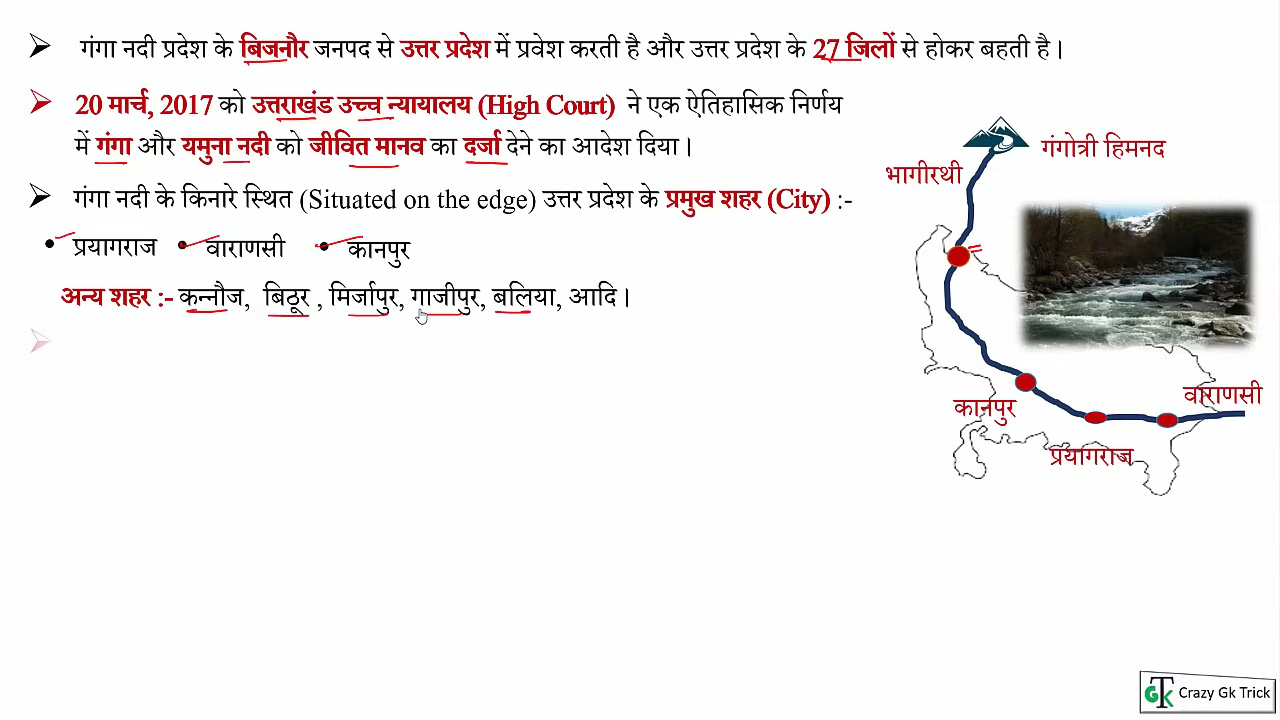 ➢ गंगा नदी प्रदेश के बिजनौर जनपद से उत्तर प्रदेश में प्रवेश करती है और उत्तर प्रदेश के 27 जिलों से होकर बहती है।
➢ 20 मार्च, 2017 को उत्तराखंड उच्च न्यायालय (High Court) ने एक ऐतिहासिक निर्णय
में गंगा और यमुना नदी को जीवित मानव का दर्जा देने का आदेश दिया।
➢ गंगा नदी के किनारे स्थित (Situated on the edge) उत्तर प्रदेश के प्रमुख शहर (City) :-
• प्रयागराज • वाराणसी • कानपुर
अन्य शहर :- कन्नौज, बिठूर , मिर्जापुर, गाजीपुर, बलिया, आदि।
➢
गंगोत्री हिमनद
भागीरथी
वाराणसी
कानपुर
प्रयागराज
GTK Crazy Gk Trick